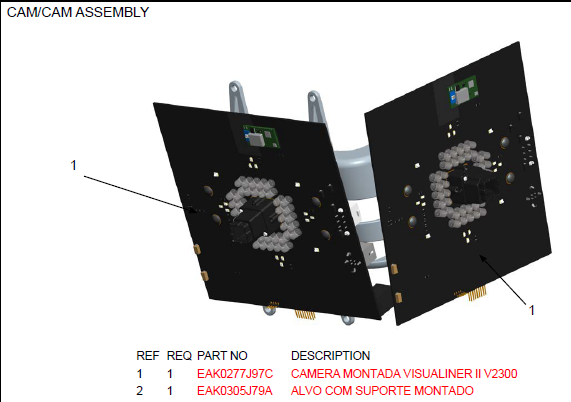 CAM/CAM ASSEMBLY
1
1
REF REQ PART NO DESCRIPTION
1 1 EAK0277J97C CAMERA MONTADA VISUALINER II V2300
2 1 EAK0305J79A ALVO COM SUPORTE MONTADO